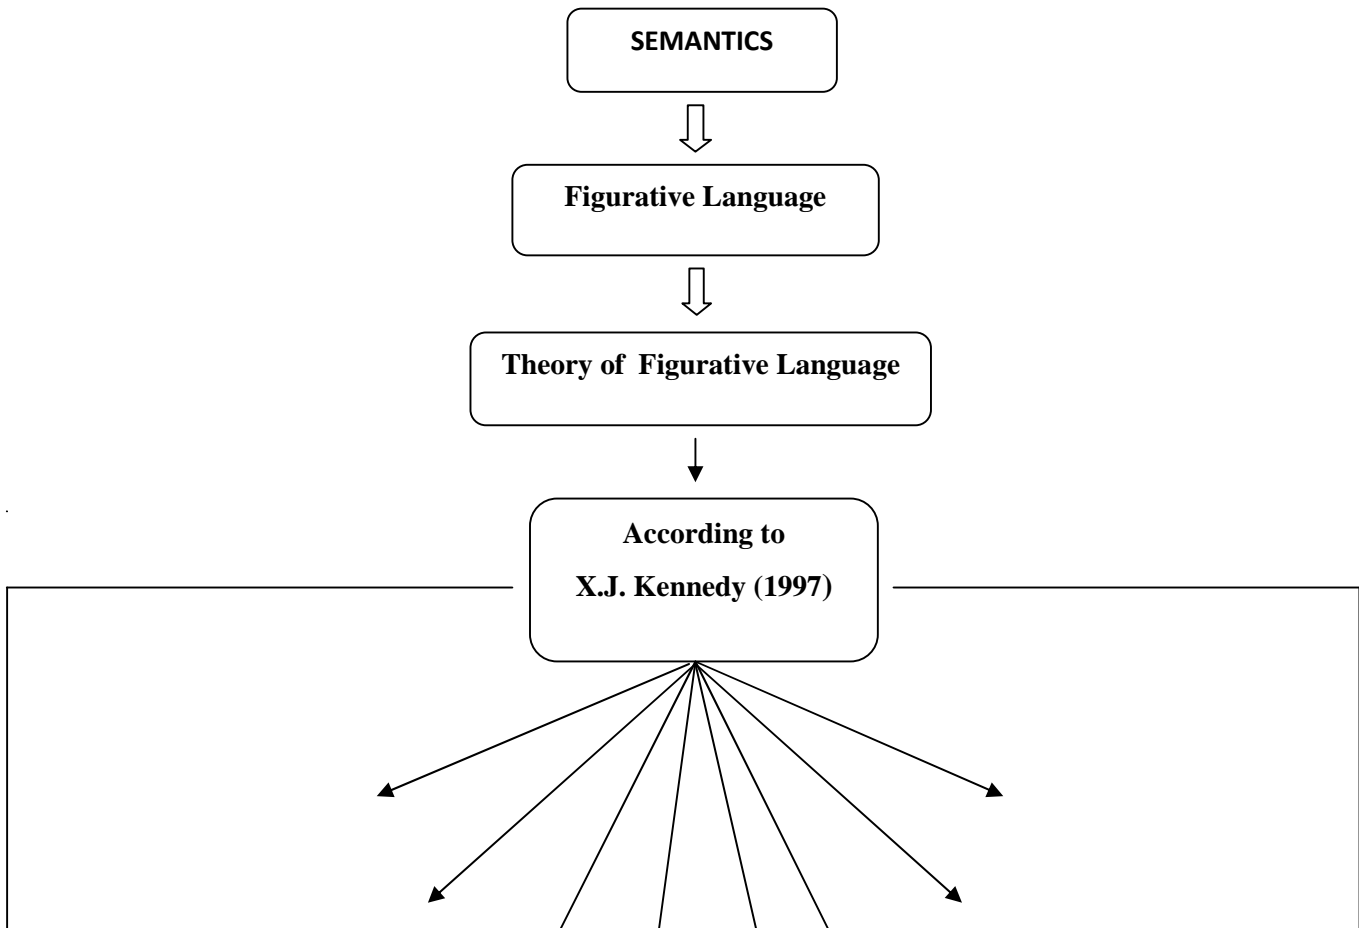 SEMANTICS
Figurative Language
Theory of Figurative Language
According to
X.J. Kennedy (1997)
.